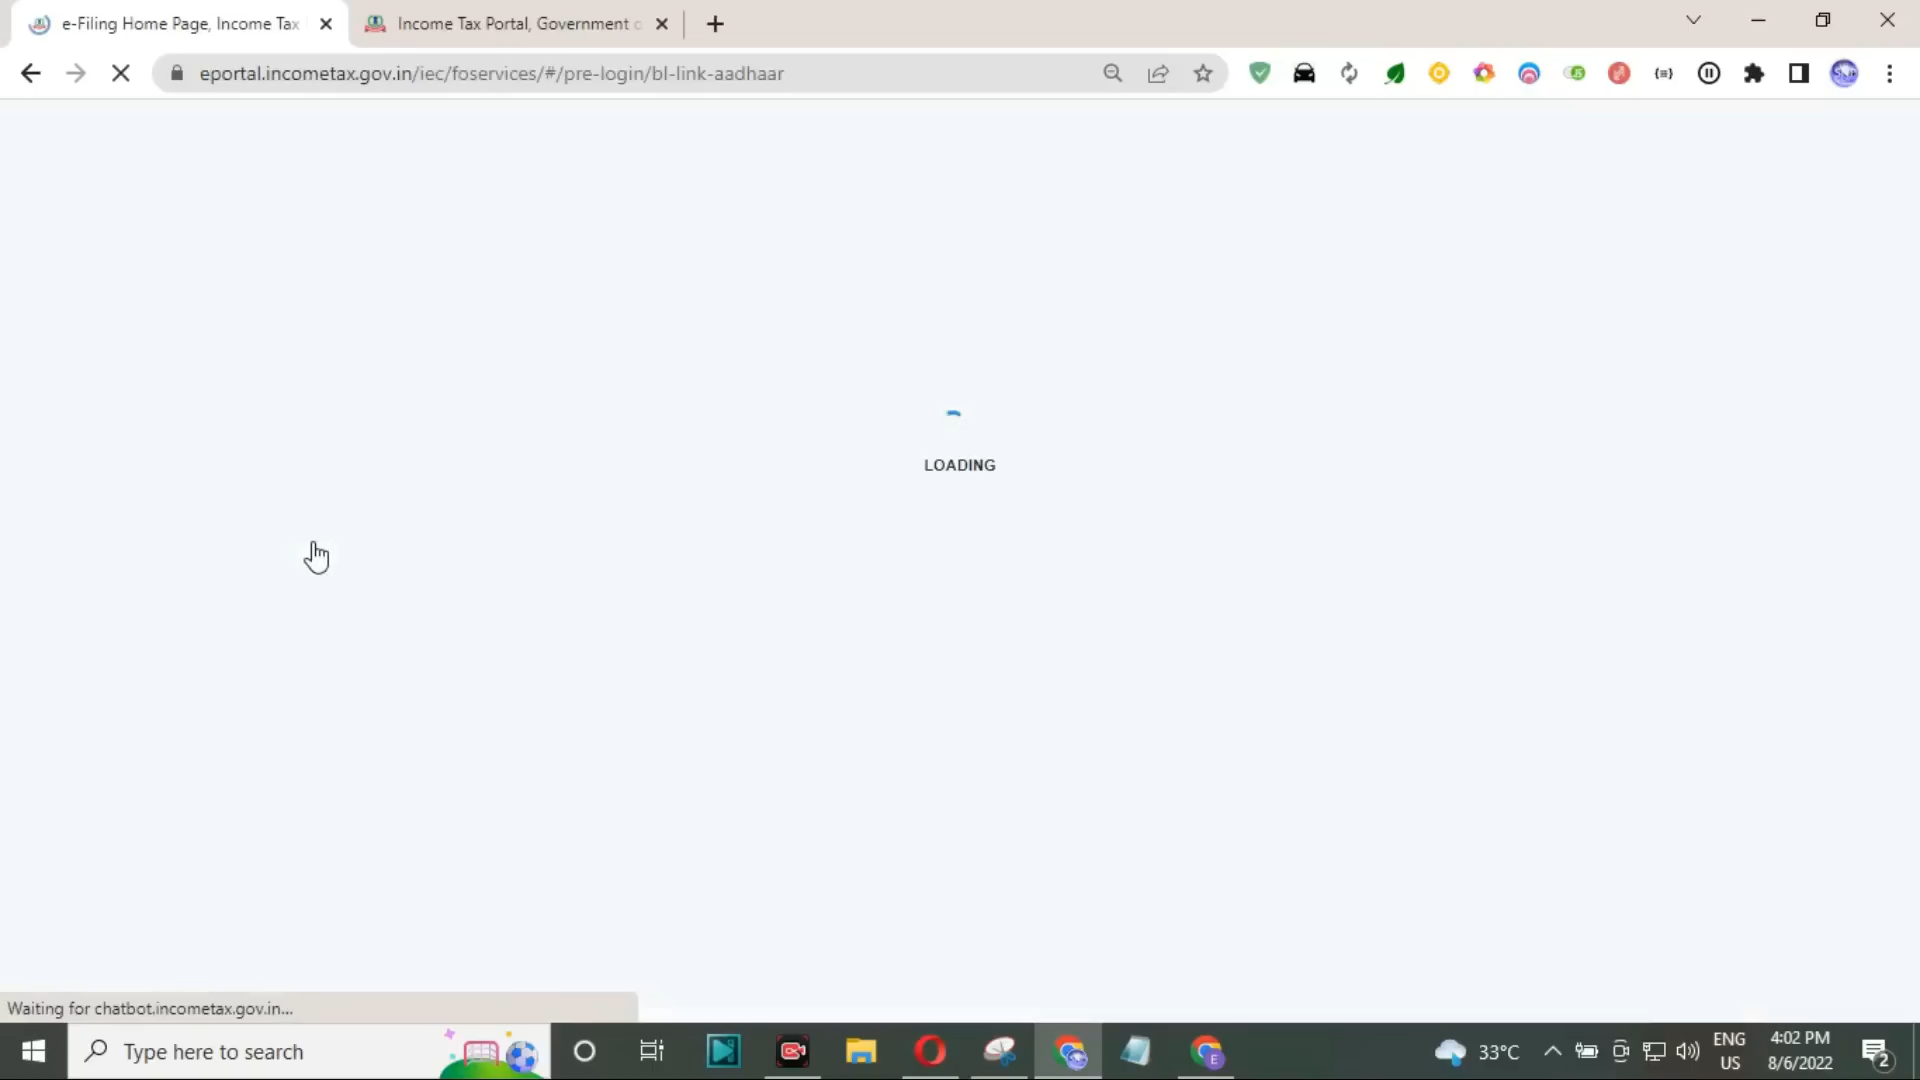 e-Filing Home Page, Income Tax
Income Tax Portal, Government o
eportal.incometax.gov.in/iec/foservices/#/pre-login/bl-link-aadhaar
LOADING
Waiting for chatbot.incometax.gov.in...
Type here to search
33°C
ENG
US
4:02 PM
8/6/2022
2
E